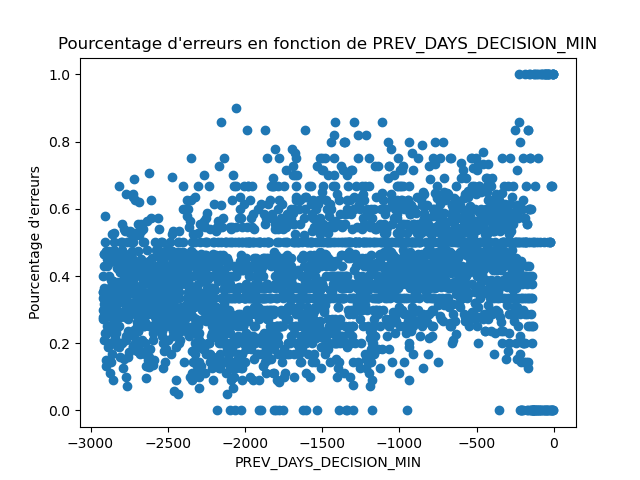 Pourcentage d'erreurs en fonction de PREV_DAYS_DECISION_MIN
1.0
0.8
0.6
0.4
0.2
0.0
Pourcentage d'erreurs
−3000 −2500 −2000 −1500 −1000 −500 0
PREV_DAYS_DECISION_MIN